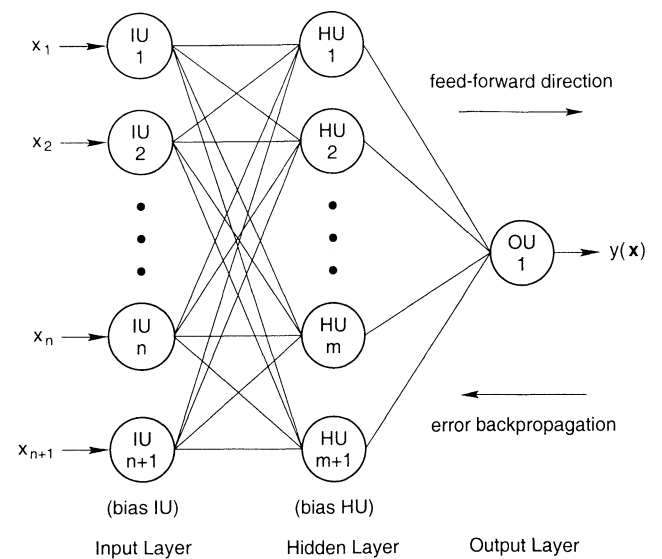 x1 IU 1 HU 1
feed-forward direction
x2 IU 2 HU 2
OU 1 y(x)
xn IU n HU m
error backpropagation
xn+1 IU n+1 HU m+1
(bias IU) (bias HU)
Input Layer Hidden Layer Output Layer